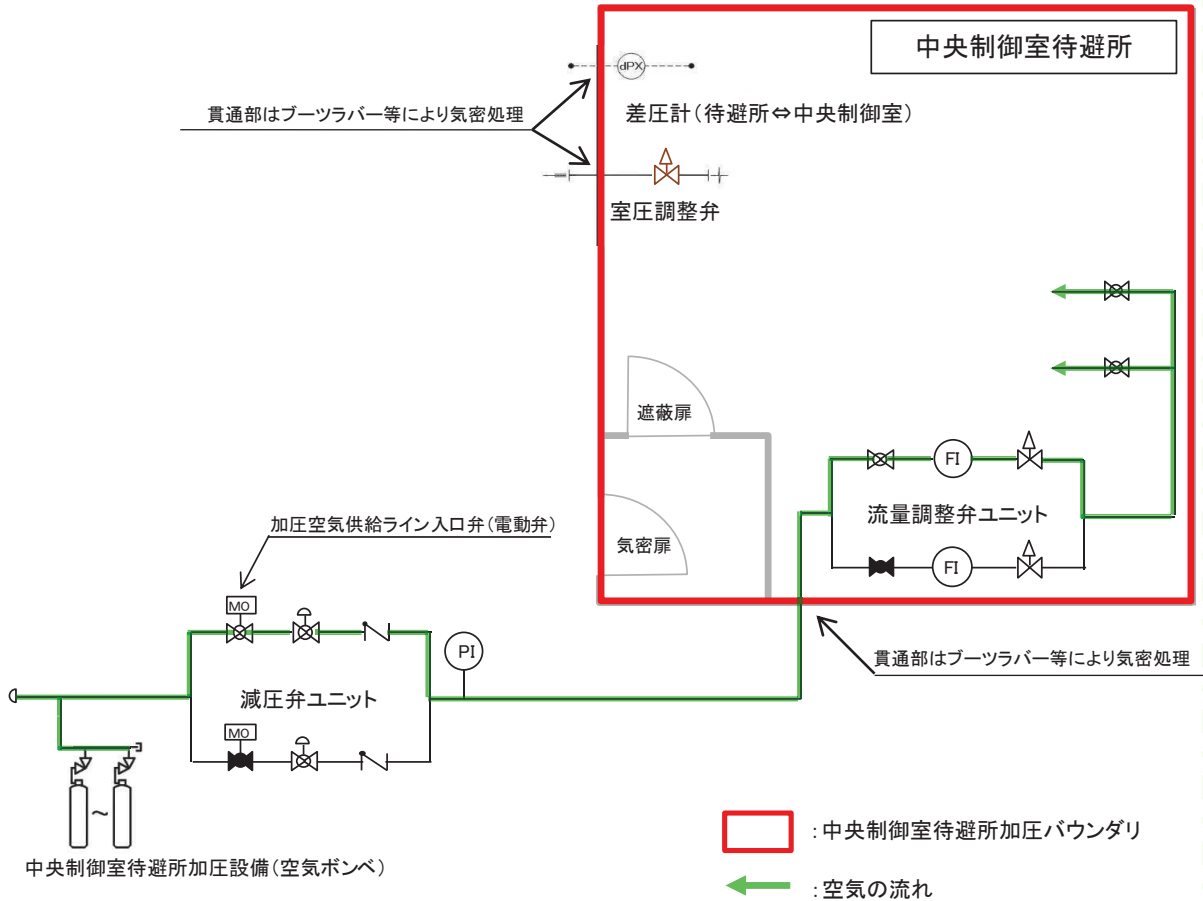 中央制御室待避所
dPX
貫通部はブーツラバー等により気密処理
差圧計(待避所⇔中央制御室)
室圧調整弁
遮蔽扉
FI
流量調整弁ユニット
加圧空気供給ライン入口弁(電動弁)
気密扉
FI
MO
PI
貫通部はブーツラバー等により気密処理
減圧弁ユニット
MO
~
:中央制御室待避所加圧バウンダリ
中央制御室待避所加圧設備(空気ボンベ)
:空気の流れ